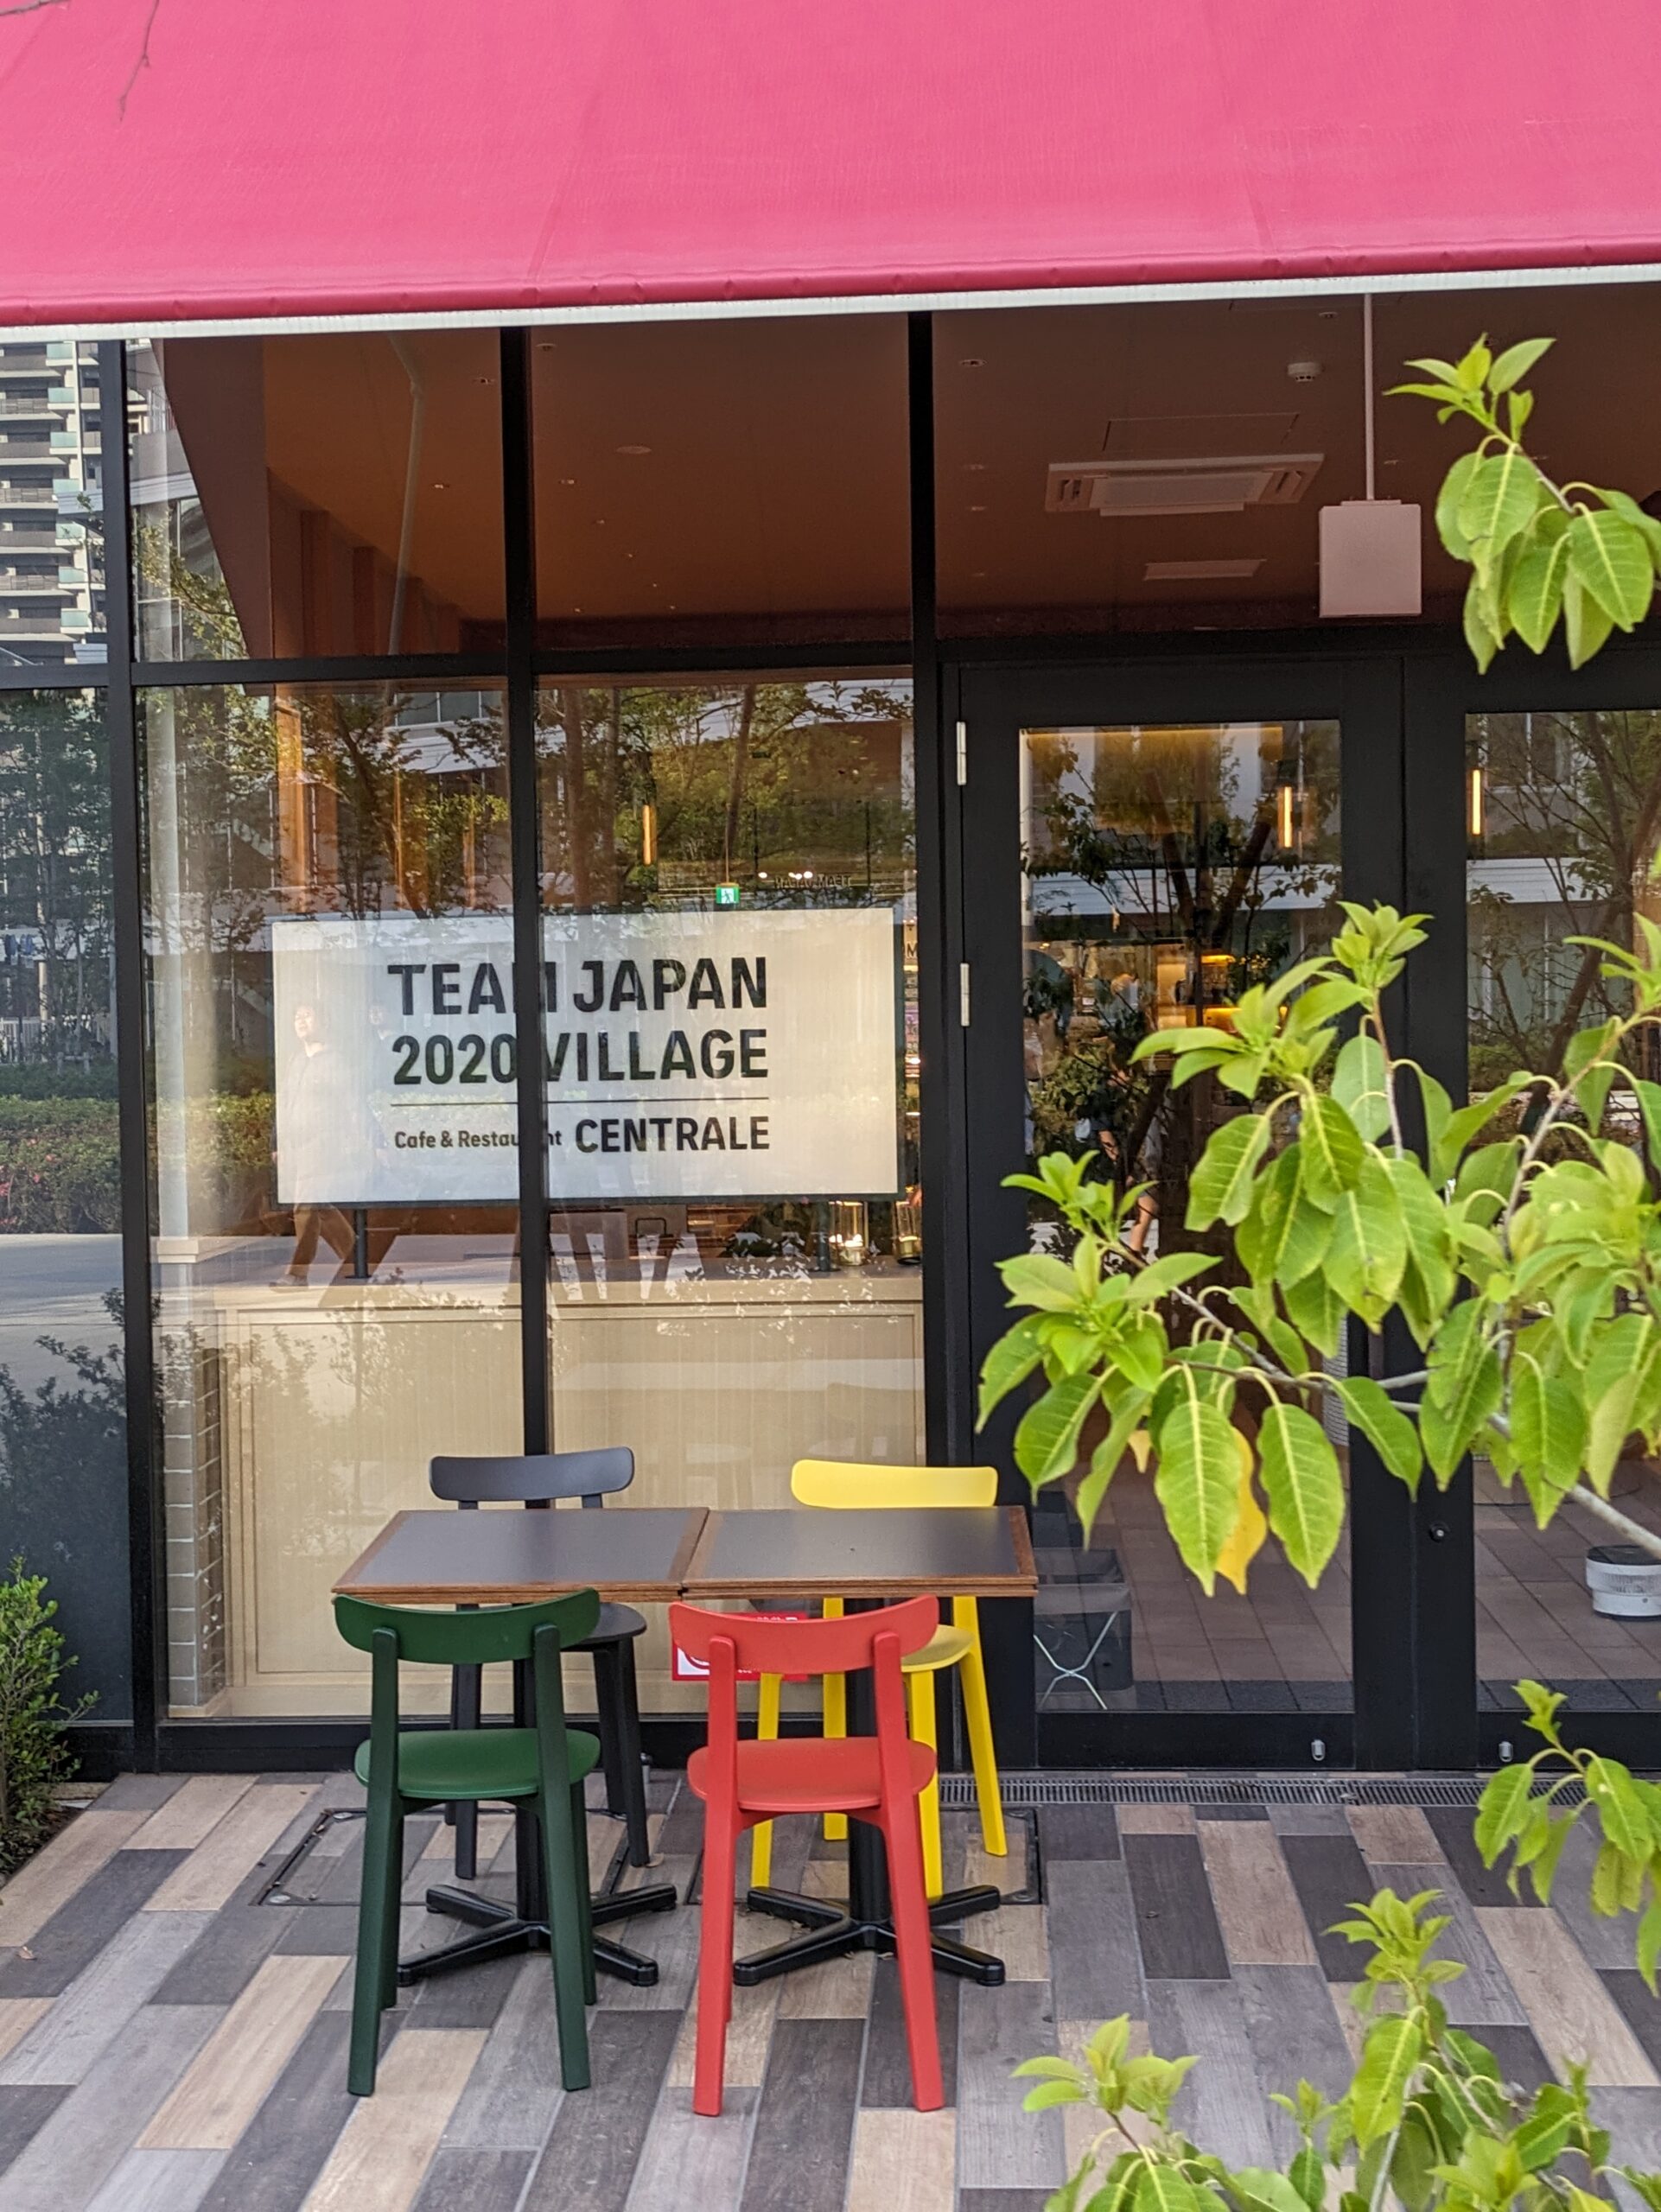 TEAM JAPAN
2020 VILLAGE
Cafe & Restaurant CENTRALE